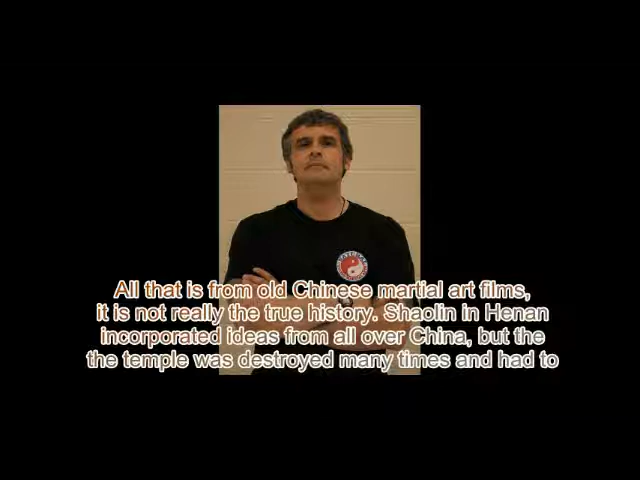 All that is from old Chinese martial art films,
it is not really the true history. Shaolin in Henan
incorporated ideas from all over China, but the
the temple was destroyed many times and had to